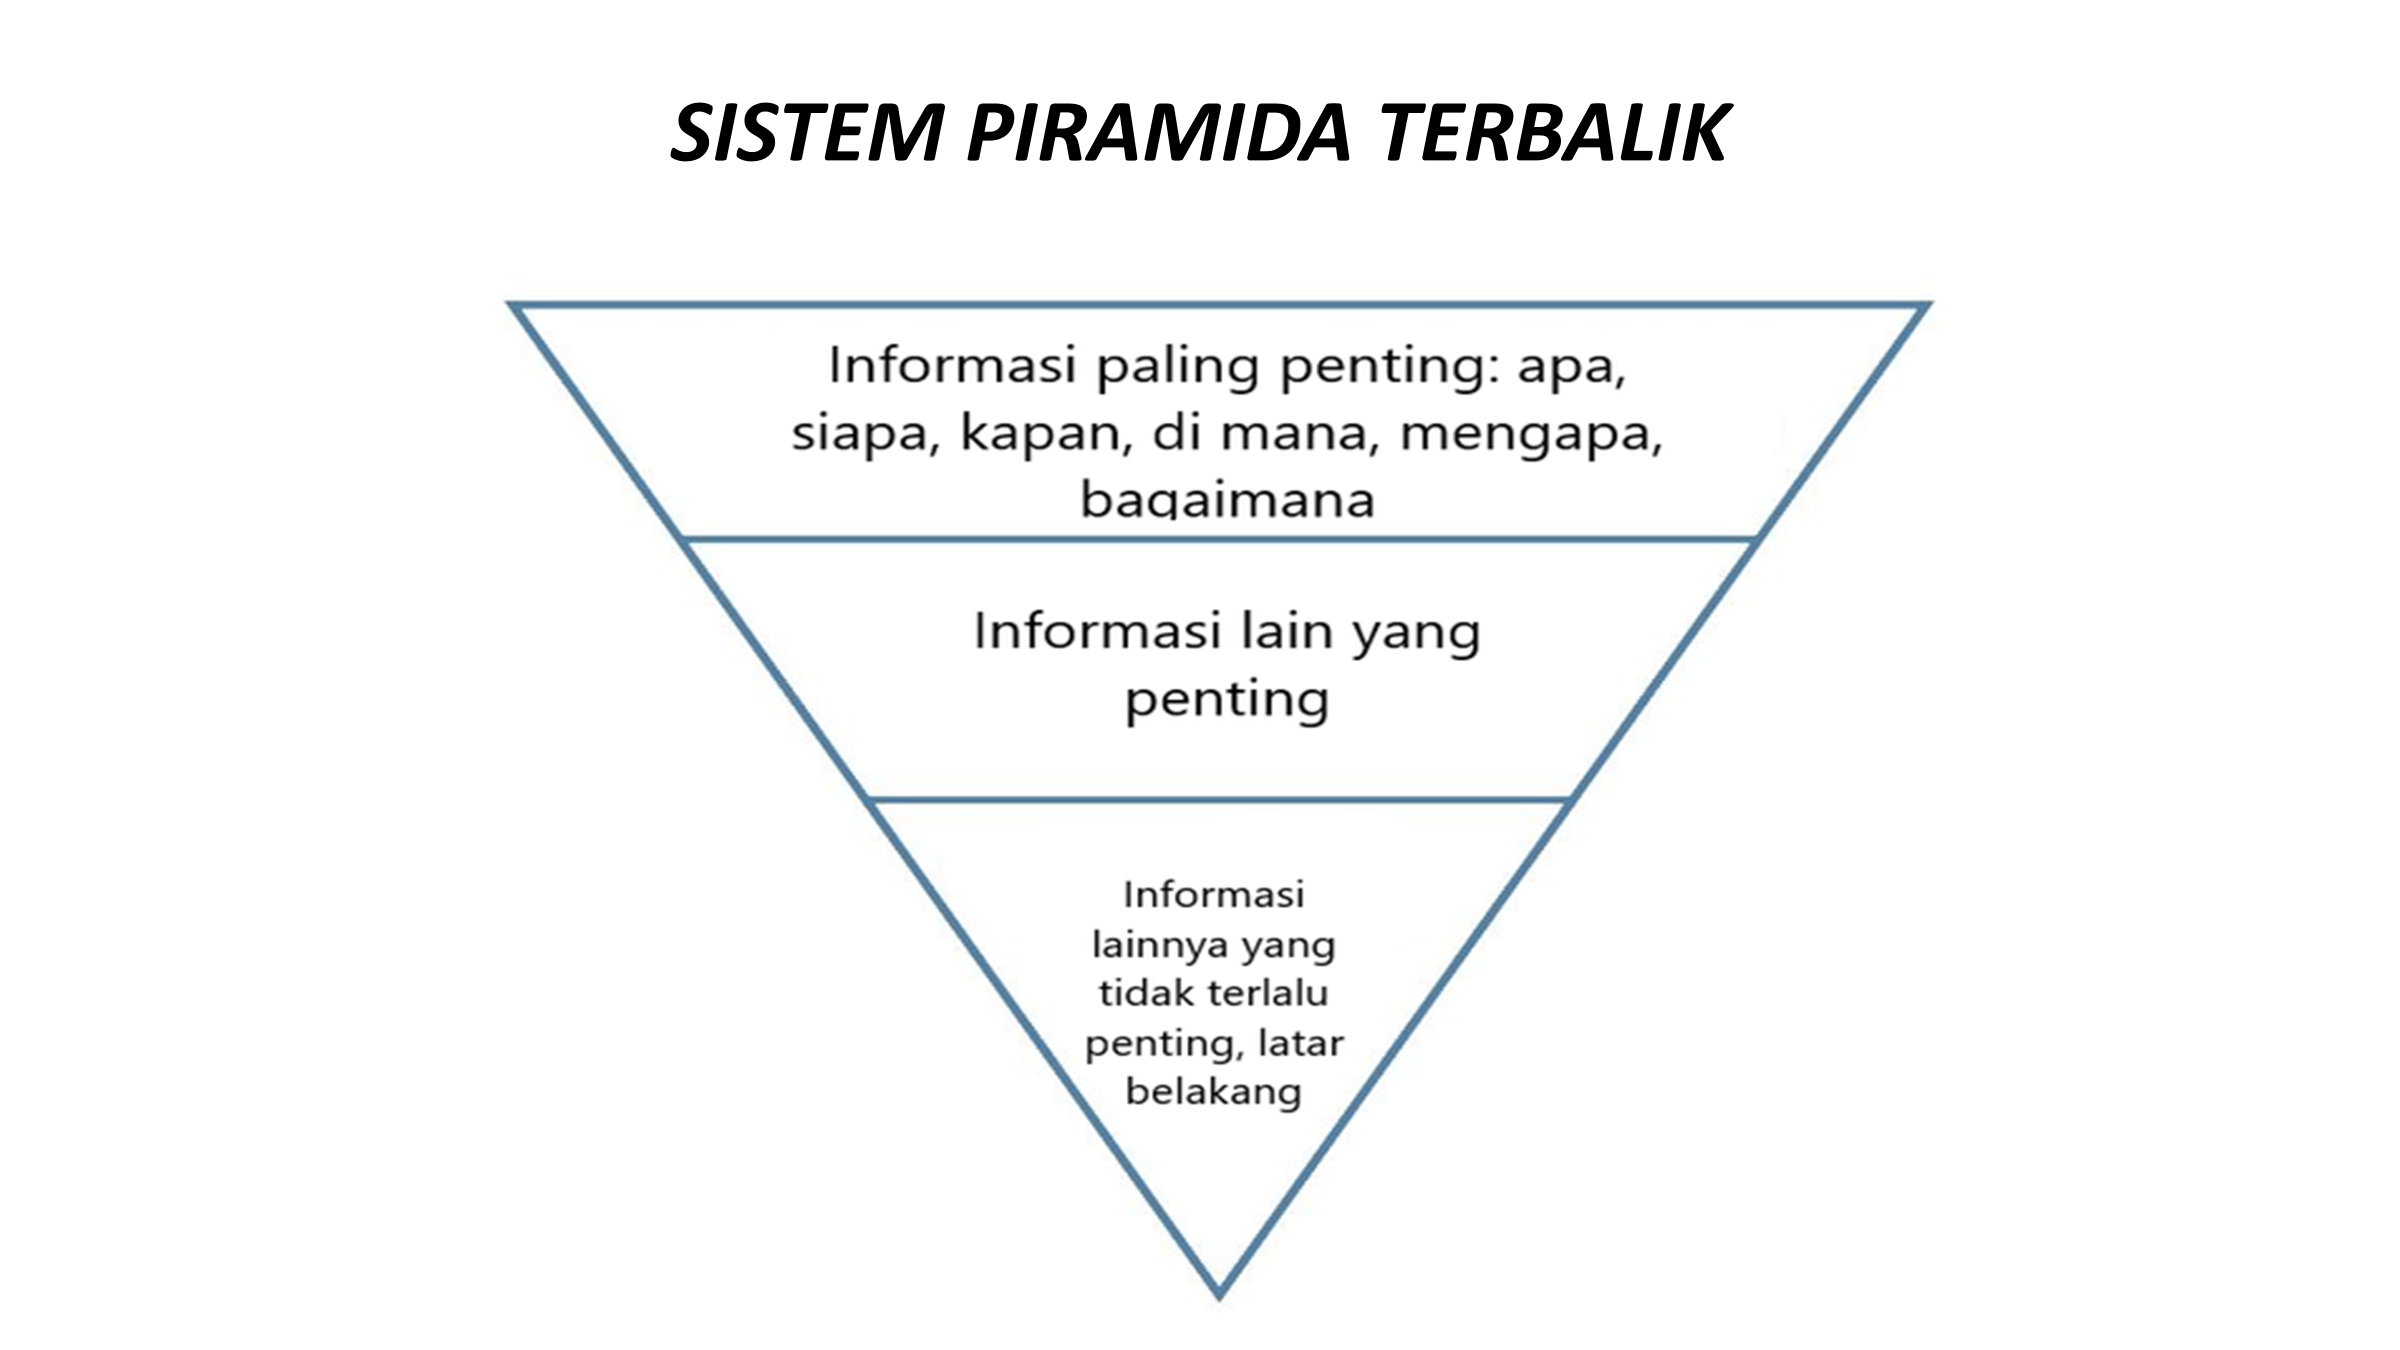 SISTEM PIRAMIDA TERBALIK
Informasi paling penting: apa,
siapa, kapan, di mana, mengapa,
bagaimana
Informasi lain yang
penting
Informasi
lainnya yang
tidak terlalu
penting, latar
belakang